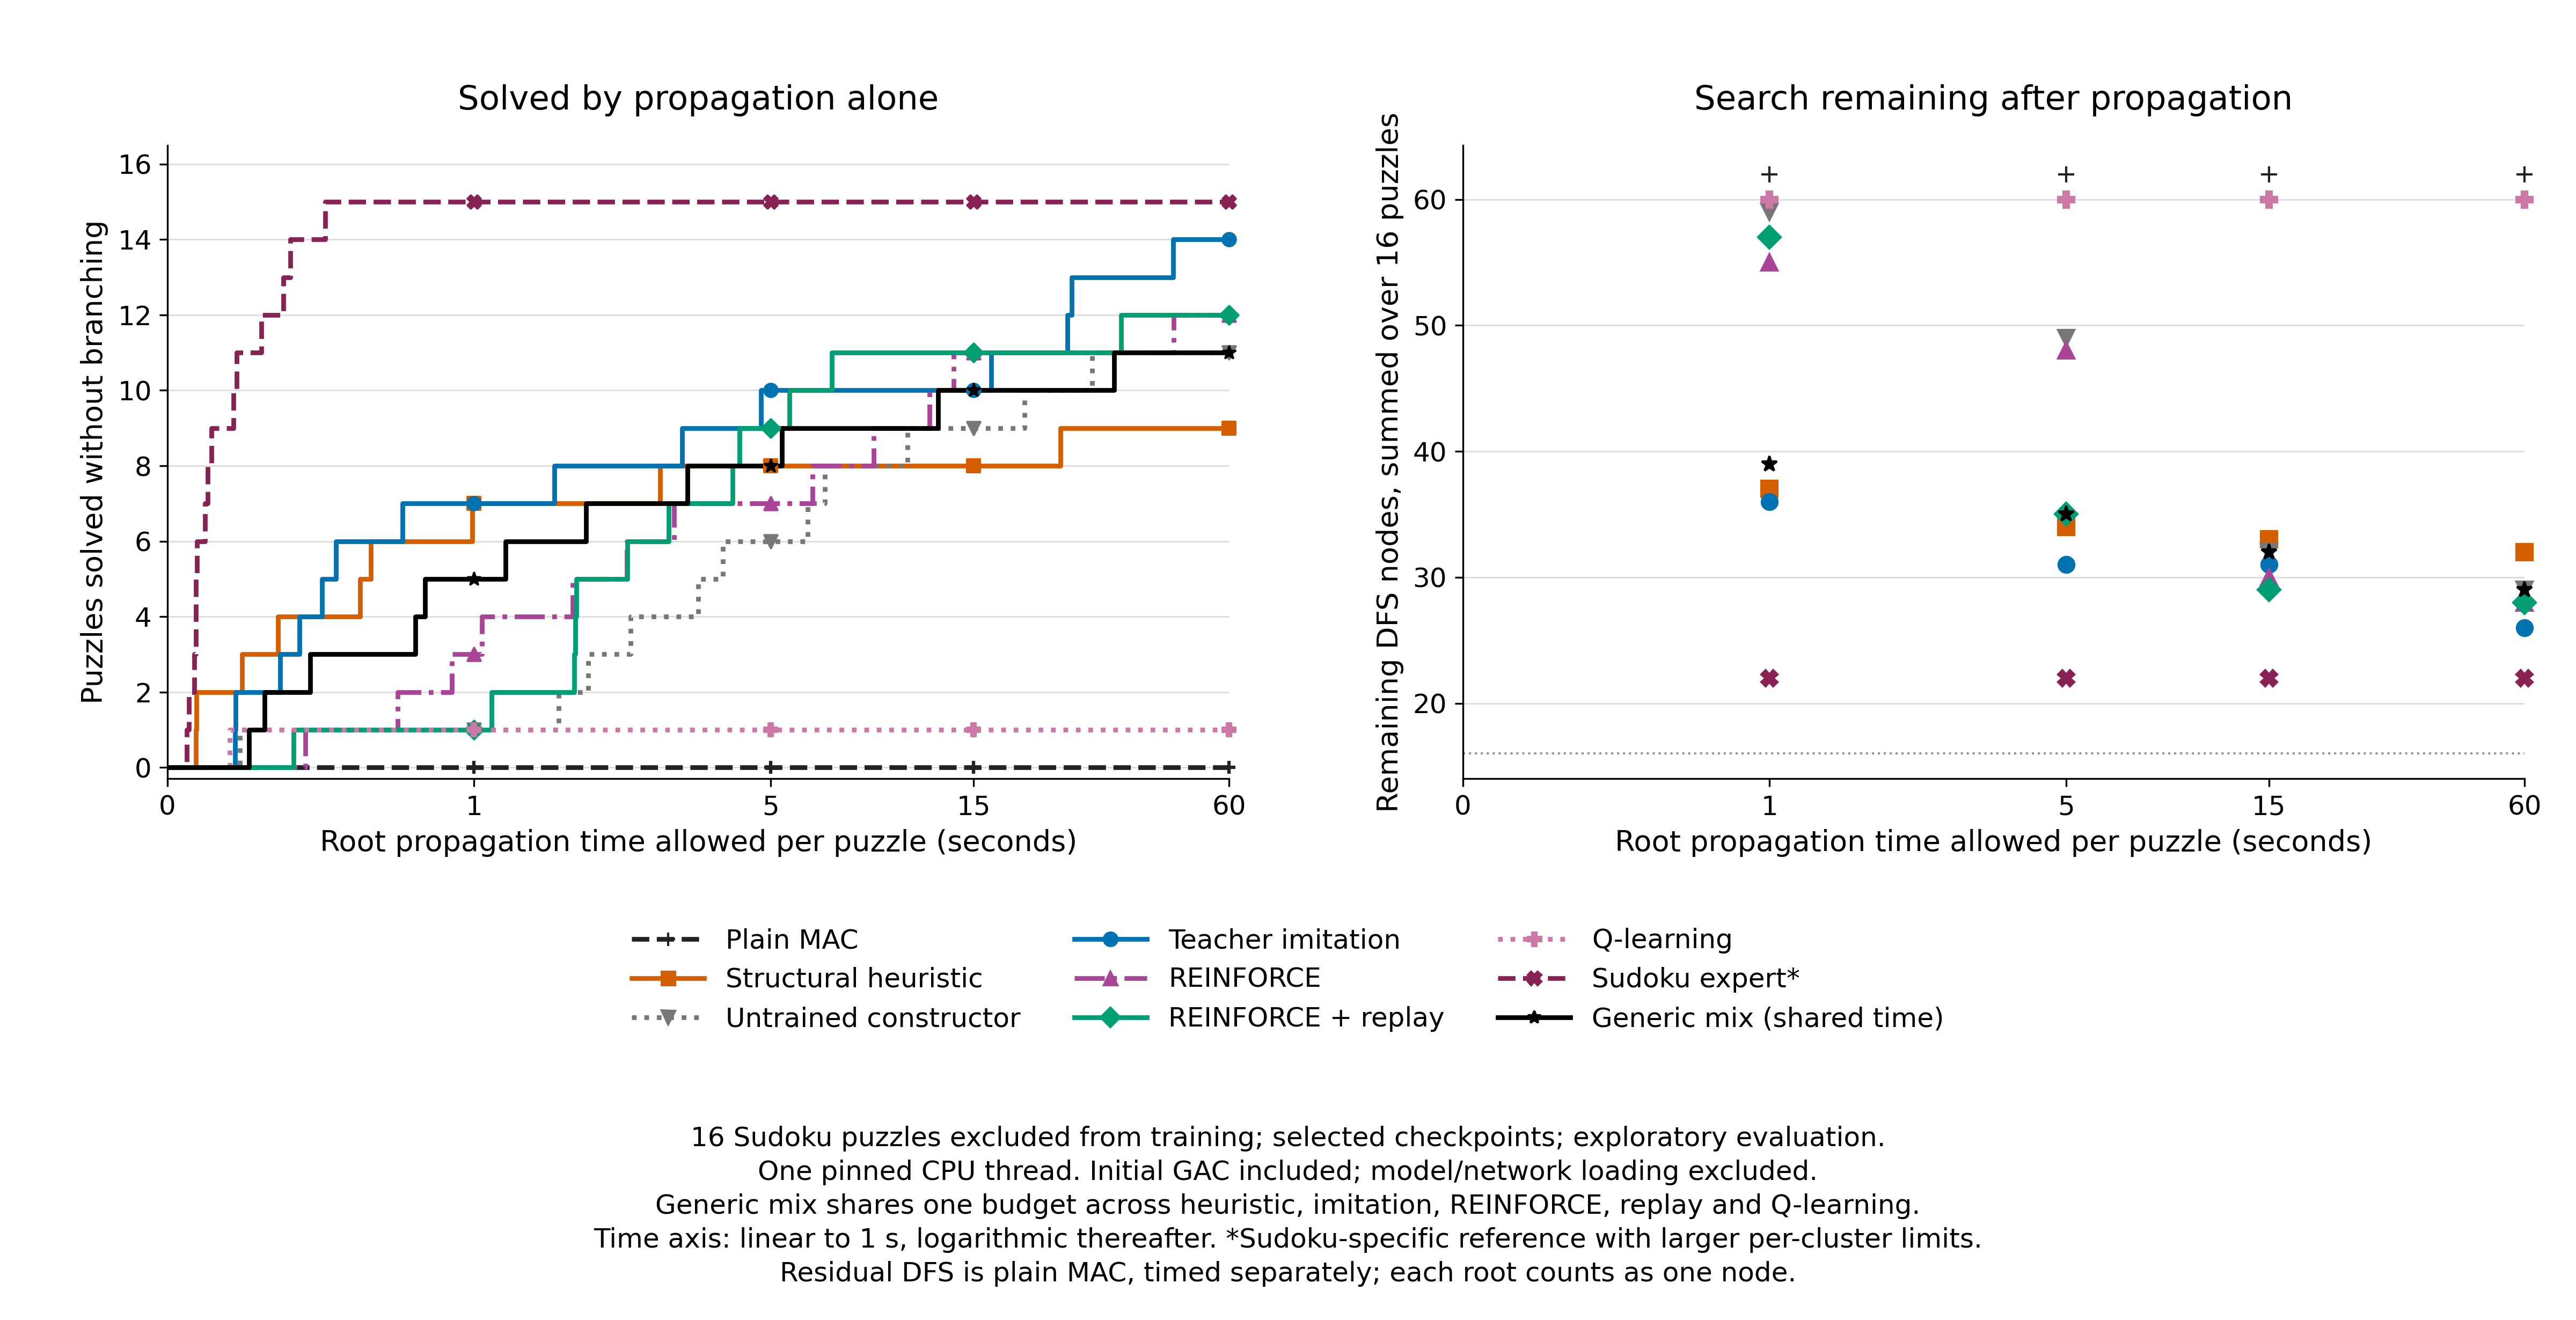 Solved by propagation alone
Puzzles solved without branching
16
14
12
10
8
6
4
2
0
0 1 5 15 60
Root propagation time allowed per puzzle (seconds)
Search remaining after propagation
Remaining DFS nodes, summed over 16 puzzles
60
50
40
30
20
0 1 5 15 60
Root propagation time allowed per puzzle (seconds)
Plain MAC
Structural heuristic
Untrained constructor
Teacher imitation
REINFORCE
REINFORCE + replay
Q-learning
Sudoku expert*
Generic mix (shared time)
16 Sudoku puzzles excluded from training; selected checkpoints; exploratory evaluation.
One pinned CPU thread. Initial GAC included; model/network loading excluded.
Generic mix shares one budget across heuristic, imitation, REINFORCE, replay and Q-learning.
Time axis: linear to 1 s, logarithmic thereafter. *Sudoku-specific reference with larger per-cluster limits.
Residual DFS is plain MAC, timed separately; each root counts as one node.